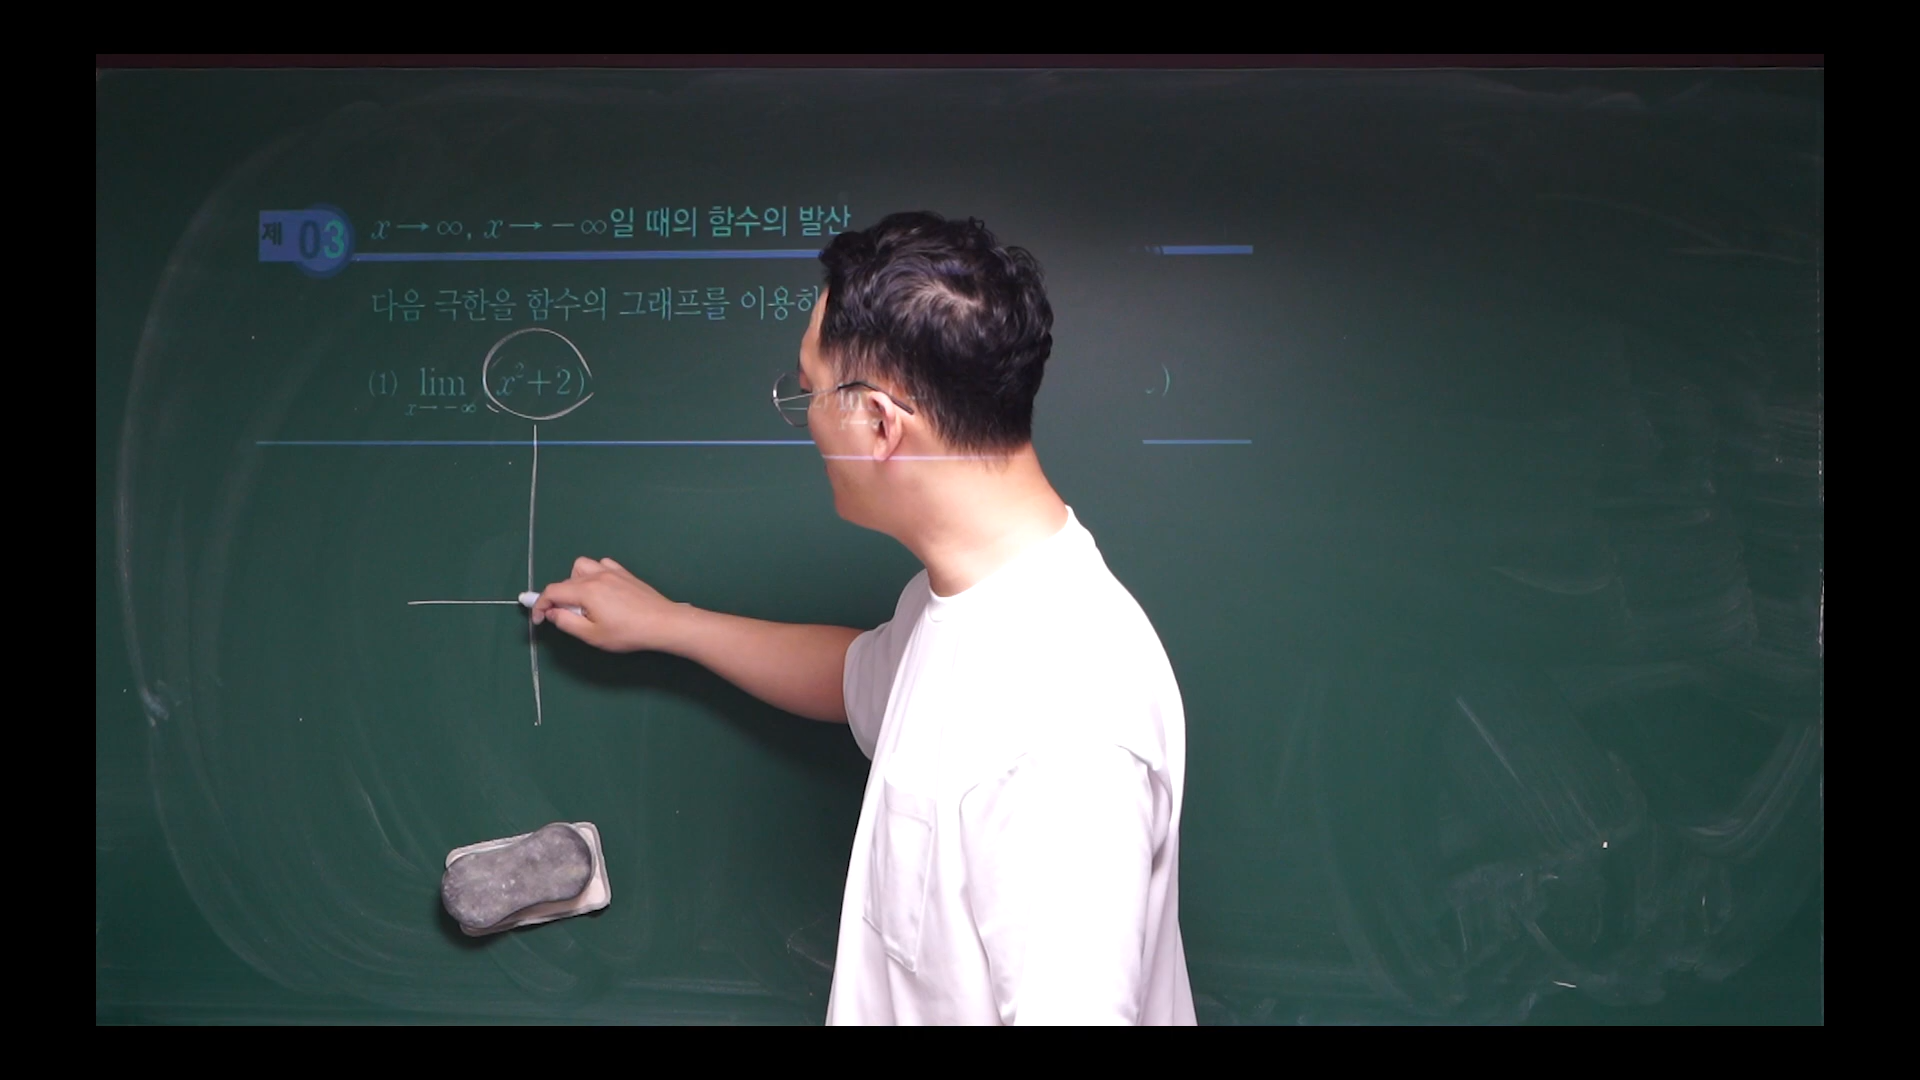 제 03 x→∞, x→-∞일 때의 함수의 발산
다음 극한을 함수의 그래프를 이용하
(1) lim (x²+2)
x→-∞